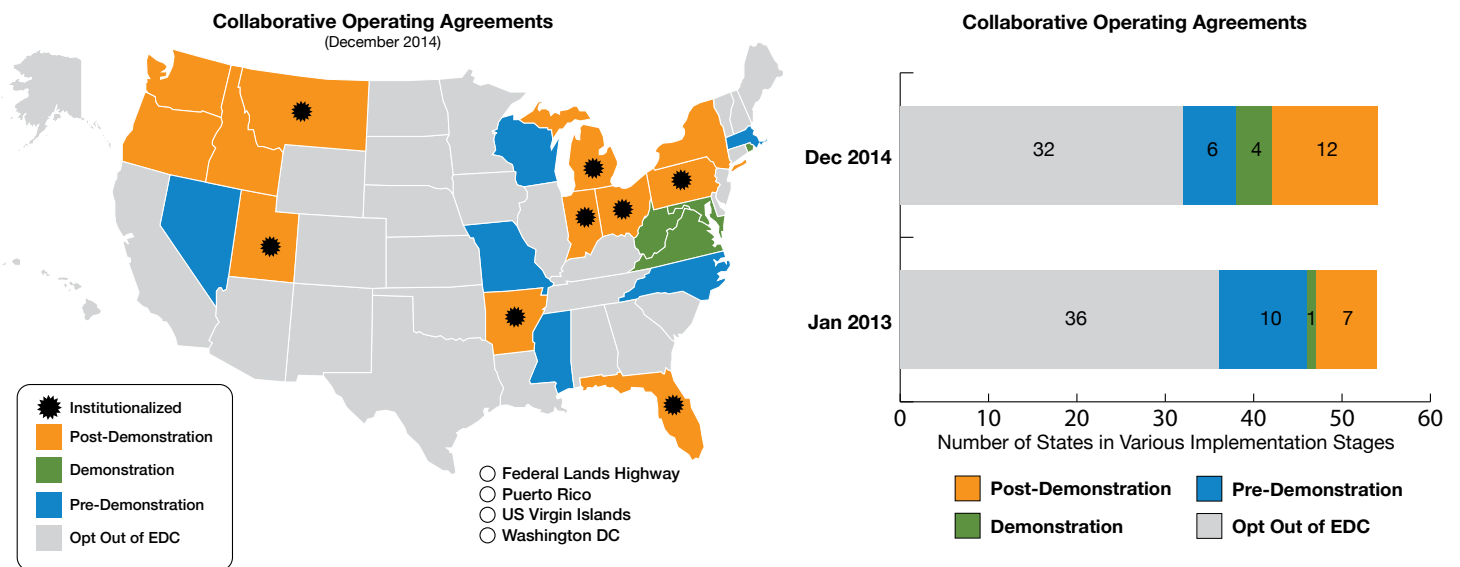 Collaborative Operating Agreements
(December 2014)
Institutionalized
Post-Demonstration
Demonstration
Pre-Demonstration
Opt Out of EDC
Federal Lands Highway
Puerto Rico
US Virgin Islands
Washington DC
Collaborative Operating Agreements
Dec 2014
32
6
4
12
Jan 2013
36
10
1
7
0
10
20
30
40
50
60
Number of States in Various Implementation Stages
Post-Demonstration
Pre-Demonstration
Demonstration
Opt Out of EDC